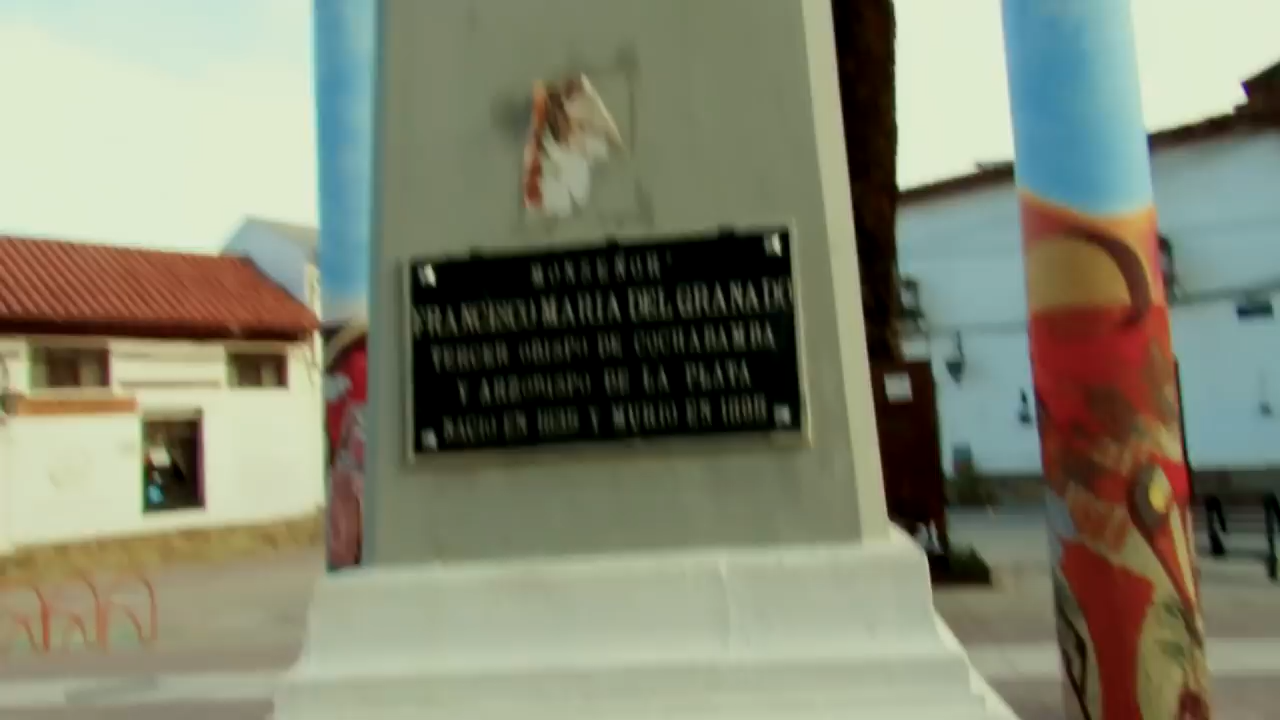 MONSEÑOR
FRANCISCO MARIA DEL GRANADO
TERCER OBISPO DE COCHABAMBA
Y ARZOBISPO DE LA PLATA
NACIO EN Y MURIO EN